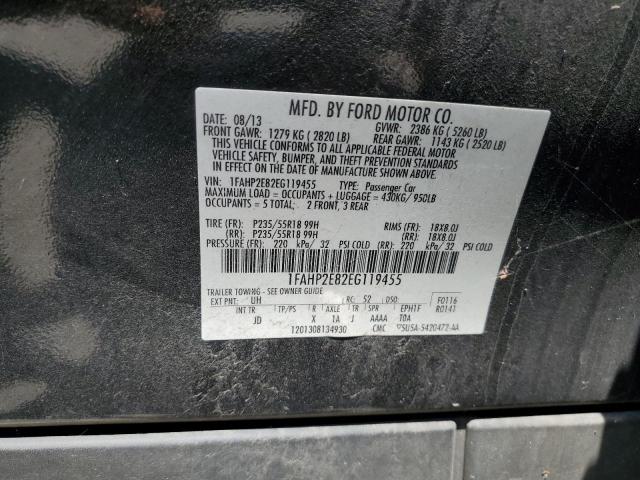 MFD. BY FORD MOTOR CO.
DATE: 08/13 GVWR: 2386 KG ( 5260 LB)
FRONT GAWR: 1279 KG ( 2820 LB) REAR GAWR: 1143 KG ( 2520 LB)
THIS VEHICLE CONFORMS TO ALL APPLICABLE FEDERAL MOTOR
VEHICLE SAFETY, BUMPER, AND THEFT PREVENTION STANDARDS
IN EFFECT ON THE DATE OF MANUFACTURE SHOWN ABOVE.
VIN: 1FAHP2E82EG119455 TYPE: Passenger Car
MAXIMUM LOAD = OCCUPANTS + LUGGAGE = 430KG/ 950LB
OCCUPANTS = 5 TOTAL: 2 FRONT, 3 REAR
TIRE (FR): P235/55R18 99H RIMS (FR): 18X8.0J
(RR): P235/55R18 99H (RR): 18X8.0J
PRESSURE (FR): 220 kPa/ 32 PSI COLD (RR): 220 kPa/ 32 PSI COLD
1FAHP2E82EG119455
TRAILER TOWING - SEE OWNER GUIDE
EXT PNT: UH RC: 52 DSO: F0116
INT TR TP/PS R AXLE TR SPR EPH1F R0141
JD X 1A J AAAA T0A
1201308134930 CMC 5U5A-5420472-AA